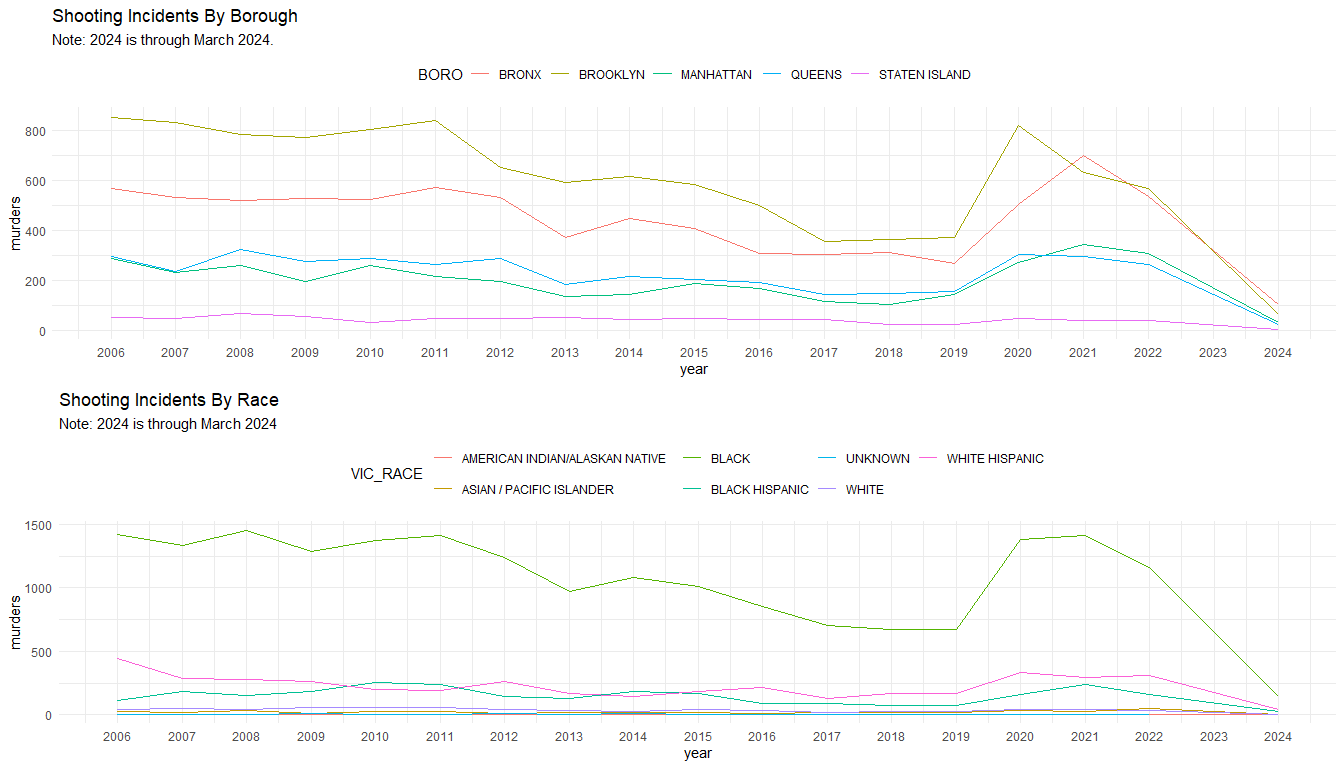 Shooting Incidents By Borough
Note: 2024 is through March 2024.
BORO BRONX BROOKLYN MANHATTAN QUEENS STATEN ISLAND
800
600
400
200
0
murders
2006 2007 2008 2009 2010 2011 2012 2013 2014 2015 2016 2017 2018 2019 2020 2021 2022 2023 2024
year
Shooting Incidents By Race
Note: 2024 is through March 2024
VIC_RACE
AMERICAN INDIAN/ALASKAN NATIVE BLACK UNKNOWN WHITE HISPANIC
ASIAN / PACIFIC ISLANDER BLACK HISPANIC WHITE
1500
1000
500
0
murders
2006 2007 2008 2009 2010 2011 2012 2013 2014 2015 2016 2017 2018 2019 2020 2021 2022 2023 2024
year